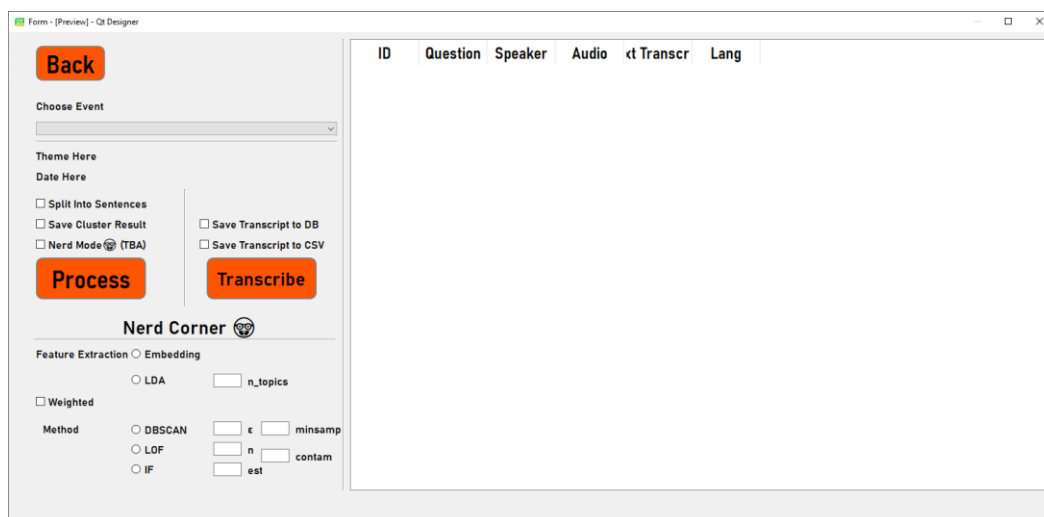 Form - [Preview] - Qt Designer
Back
Choose Event
Theme Here
Date Here
Split Into Sentences
Save Cluster Result
Nerd Mode🤓 (TBA)
Process
Save Transcript to DB
Save Transcript to CSV
Transcribe
Nerd Corner 🤓
Feature Extraction Embedding
LDA n_topics
Weighted
Method DBSCAN ε minsamp
LOF n contam
IF est
ID Question Speaker Audio xt Transcr Lang